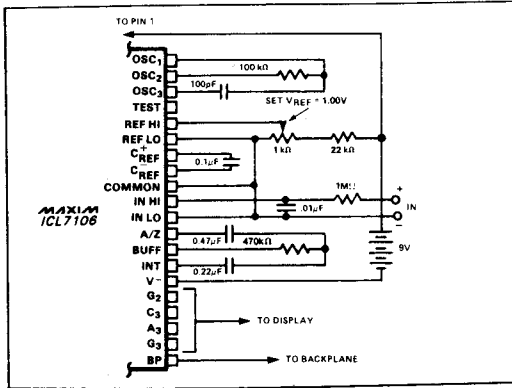 TO PIN 1
OSC1
100 kΩ
OSC2
OSC3
100pF
TEST
SET VREF = 1.00V
REF HI
REF LO
1 kΩ
22 kΩ
C+REF
0.1µF
C-REF
COMMON
1MΩ
+
IN HI
.01µF
IN
IN LO
−
MAXIM
ICL7106
A/Z
0.47µF
470kΩ
BUFF
9V
INT
0.22µF
V−
G2
C3
TO DISPLAY
A3
G3
BP
TO BACKPLANE